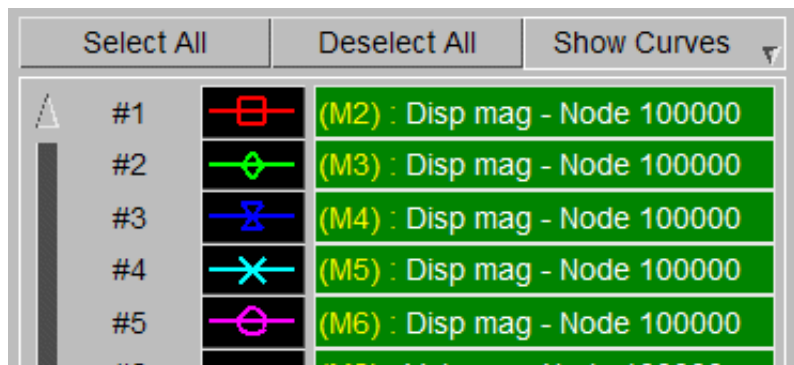 Select All Deselect All Show Curves
#1 (M2) : Disp mag - Node 100000
#2 (M3) : Disp mag - Node 100000
#3 (M4) : Disp mag - Node 100000
#4 (M5) : Disp mag - Node 100000
#5 (M6) : Disp mag - Node 100000